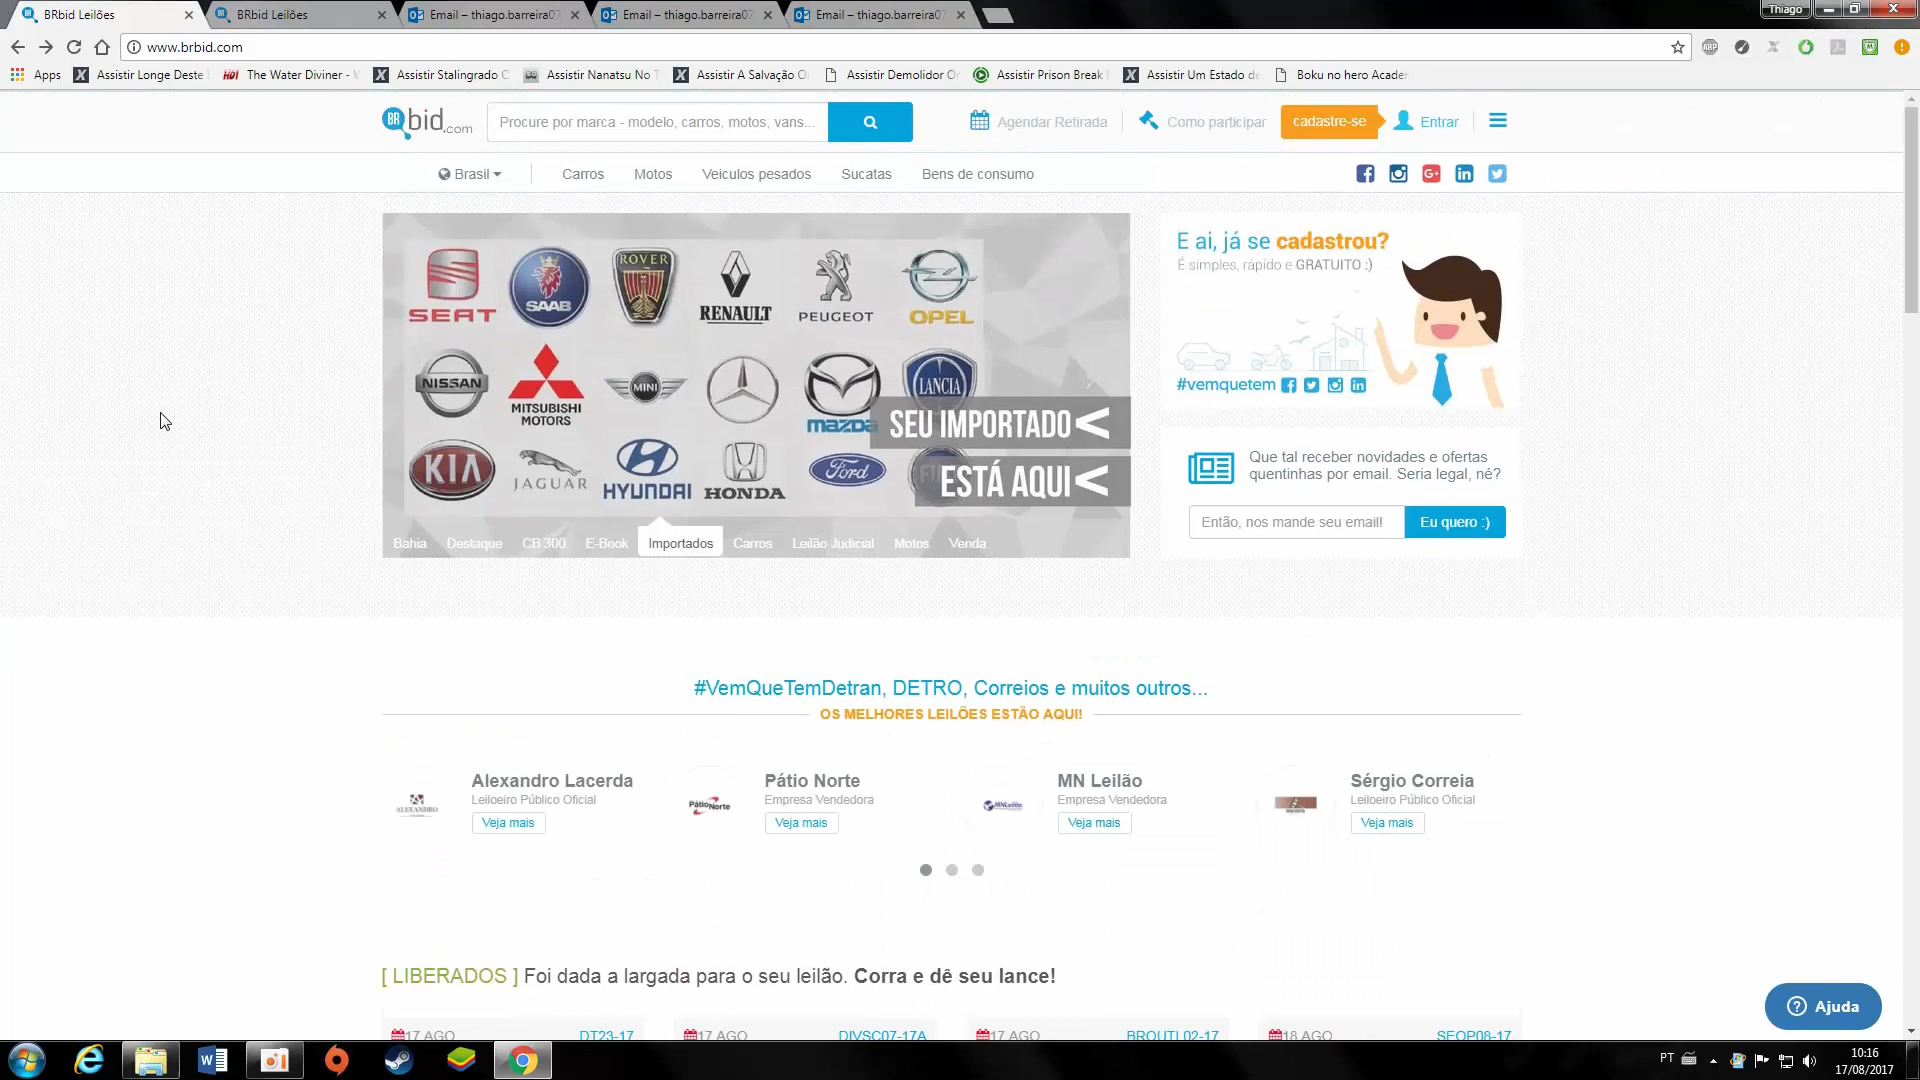 BRbid Leilões
BRbid Leilões
Email – thiago.barreira07
Email – thiago.barreira07
Email – thiago.barreira07
Thiago
www.brbid.com
ABP
Apps
Assistir Longe Deste
HD!
The Water Diviner -
Assistir Stalingrado
Assistir Nanatsu No T
Assistir A Salvação
Assistir Demolidor
Assistir Prison Break
Assistir Um Estado de
Boku no hero Acade
BRbid.com
Procure por marca - modelo, carros, motos, vans...
Agendar Retirada
Como participar
cadastre-se
Entrar
Brasil
Carros
Motos
Veiculos pesados
Sucatas
Bens de consumo
SEAT
SAAB
ROVER
RENAULT
PEUGEOT
OPEL
NISSAN
MITSUBISHI
MOTORS
MINI
mazda
LANCIA
SEU IMPORTADO<
KIA
JAGUAR
HYUNDAI
HONDA
Ford
ESTÁ AQUI<
Bahia
Destaque
CB 300
E-Book
Importados
Carros
Leilão Judicial
Motos
Venda
E ai, já se cadastrou?
É simples, rápido e GRATUITO :)
#vemquetem
Que tal receber novidades e ofertas
quentinhas por email. Seria legal, né?
Então, nos mande seu email!
Eu quero :)
#VemQueTemDetran, DETRO, Correios e muitos outros...
OS MELHORES LEILÕES ESTÃO AQUI!
ALEXANDRO
Alexandro Lacerda
Leiloeiro Público Oficial
Veja mais
PátioNorte
Pátio Norte
Empresa Vendedora
Veja mais
MNLeilão
MN Leilão
Empresa Vendedora
Veja mais
Sérgio Correia
Leiloeiro Público Oficial
Veja mais
[ LIBERADOS ] Foi dada a largada para o seu leilão. Corra e dê seu lance!
17 AGO
DT23-17
17 AGO
DIVSC07-17A
17 AGO
BROUTL02-17
18 AGO
SEOP08-17
Ajuda
PT
10:16
17/08/2017